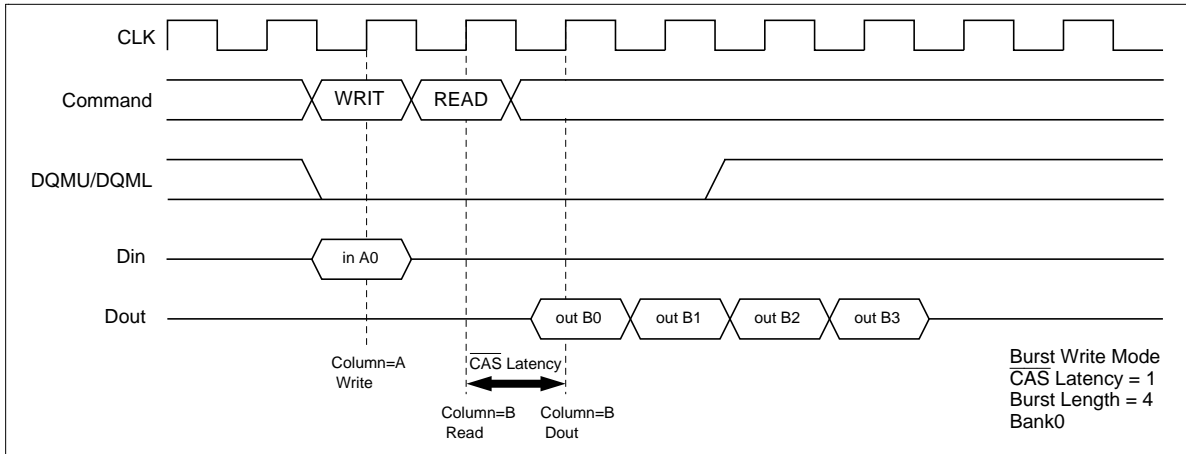 CLK
Command
WRIT
READ
DQMU/DQML
Din
in A0
Dout
out B0
out B1
out B2
out B3
Column=A
Write
CAS Latency
Column=B
Read
Column=B
Dout
Burst Write Mode
CAS Latency = 1
Burst Length = 4
Bank0